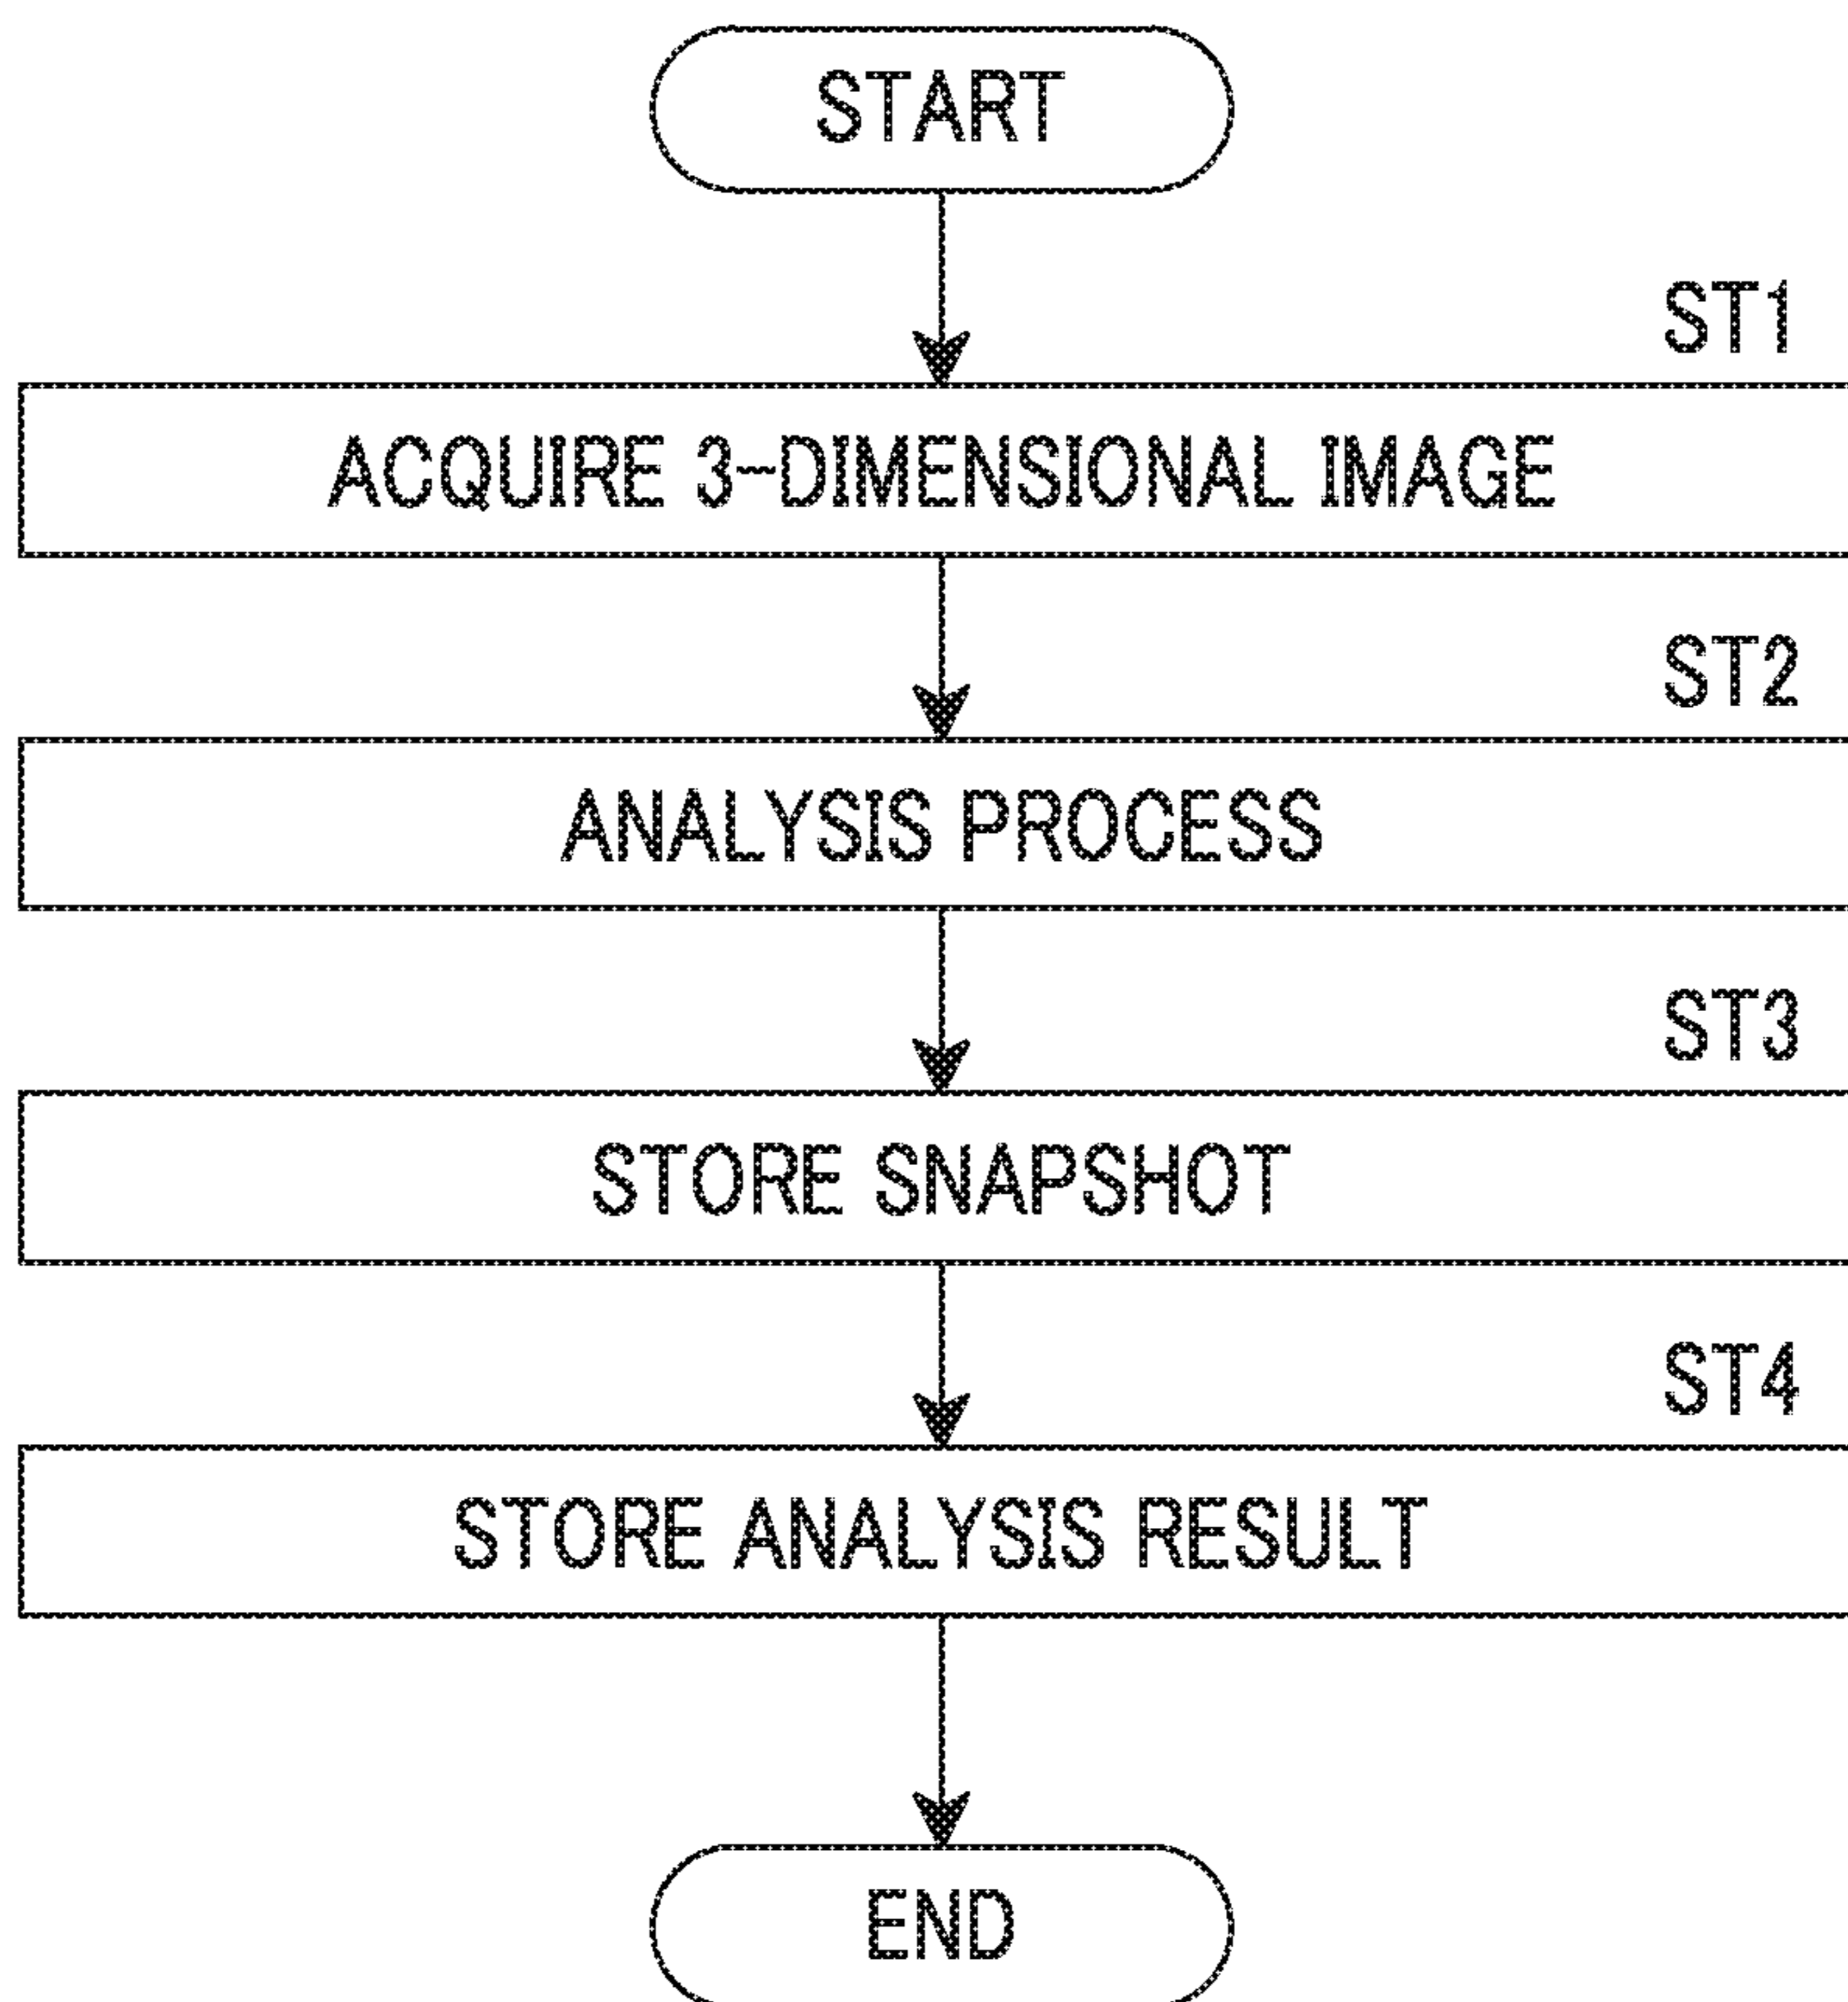 START
ST1
ACQUIRE 3-DIMENSIONAL IMAGE
ST2
ANALYSIS PROCESS
ST3
STORE SNAPSHOT
ST4
STORE ANALYSIS RESULT
END